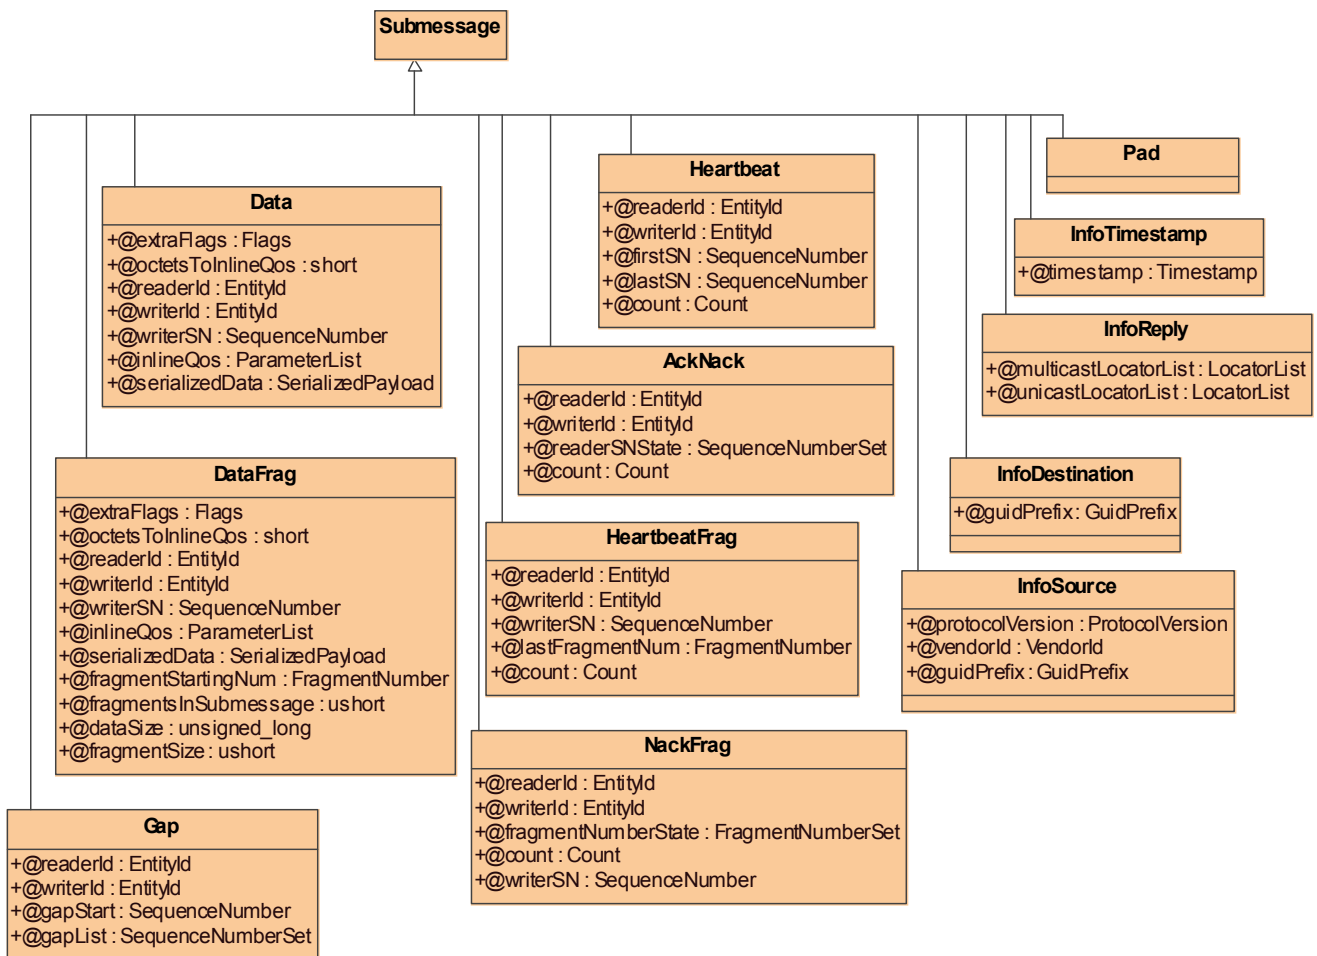 Submessage
Data
+@extraFlags : Flags
+@octetsToInlineQos : short
+@readerId : EntityId
+@writerId : EntityId
+@writerSN : SequenceNumber
+@inlineQos : ParameterList
+@serializedData : SerializedPayload
DataFrag
+@extraFlags : Flags
+@octetsToInlineQos : short
+@readerId : EntityId
+@writerId : EntityId
+@writerSN : SequenceNumber
+@inlineQos : ParameterList
+@serializedData : SerializedPayload
+@fragmentStartingNum : FragmentNumber
+@fragmentsInSubmessage : ushort
+@dataSize : unsigned_long
+@fragmentSize : ushort
Gap
+@readerId : EntityId
+@writerId : EntityId
+@gapStart : SequenceNumber
+@gapList : SequenceNumberSet
Heartbeat
+@readerId : EntityId
+@writerId : EntityId
+@firstSN : SequenceNumber
+@lastSN : SequenceNumber
+@count : Count
AckNack
+@readerId : EntityId
+@writerId : EntityId
+@readerSNState : SequenceNumberSet
+@count : Count
HeartbeatFrag
+@readerId : EntityId
+@writerId : EntityId
+@writerSN : SequenceNumber
+@lastFragmentNum : FragmentNumber
+@count : Count
NackFrag
+@readerId : EntityId
+@writerId : EntityId
+@fragmentNumberState : FragmentNumberSet
+@count : Count
+@writerSN : SequenceNumber
Pad
InfoTimestamp
+@timestamp : Timestamp
InfoReply
+@multicastLocatorList : LocatorList
+@unicastLocatorList : LocatorList
InfoDestination
+@guidPrefix : GuidPrefix
InfoSource
+@protocolVersion : ProtocolVersion
+@vendorId : VendorId
+@guidPrefix : GuidPrefix